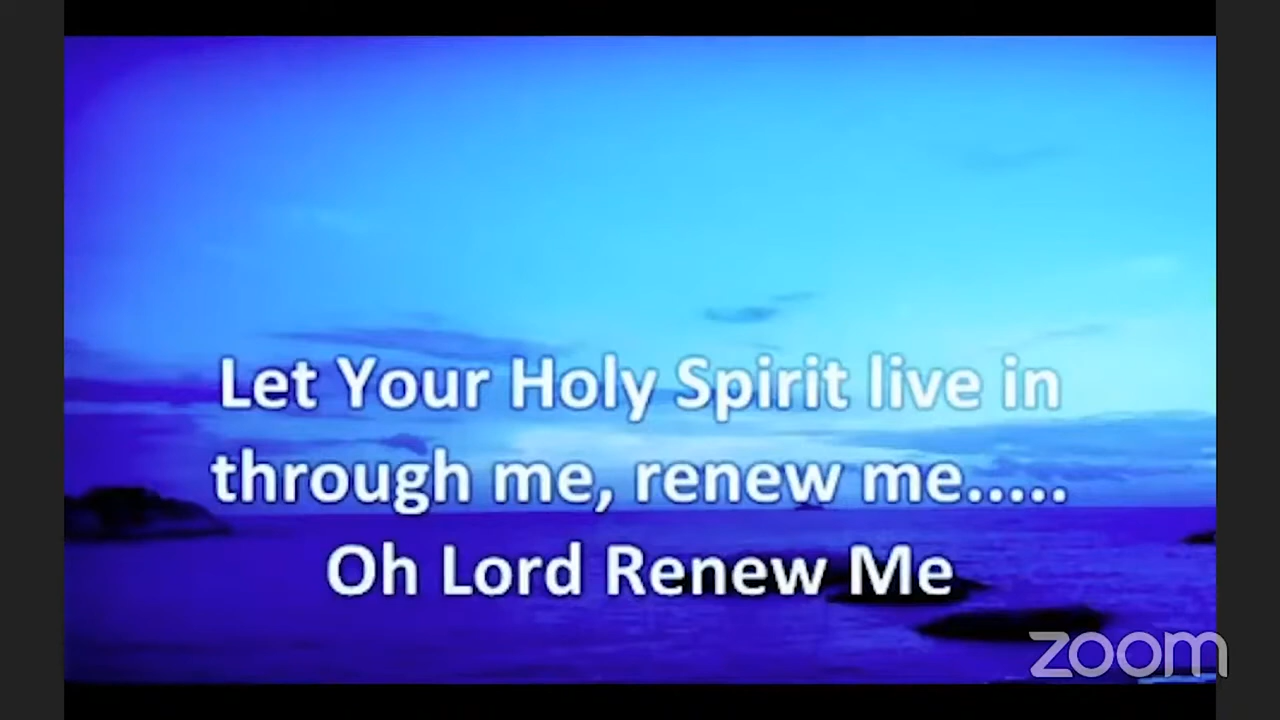 Let Your Holy Spirit live in
through me, renew me.....
Oh Lord Renew Me
zoom